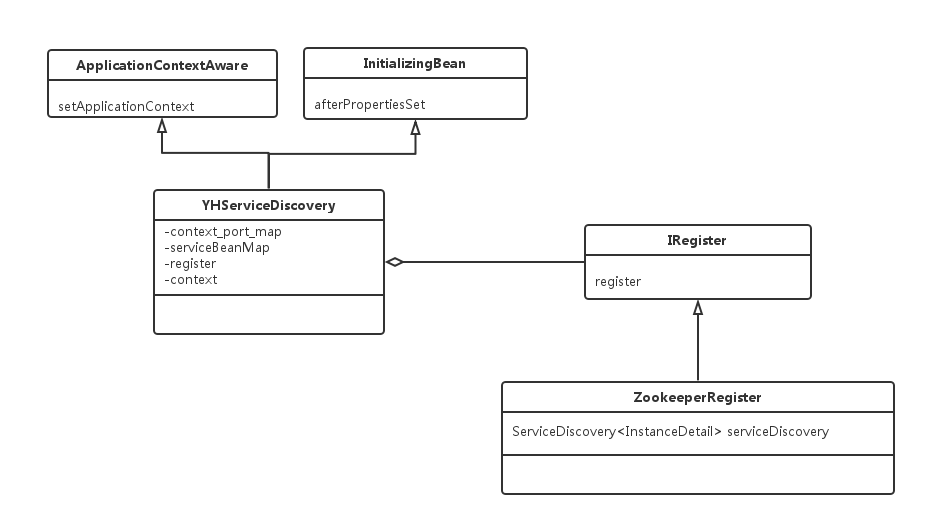 ApplicationContextAware
setApplicationContext
InitializingBean
afterPropertiesSet
YHServiceDiscovery
-context_port_map
-serviceBeanMap
-register
-context
IRegister
register
ZookeeperRegister
ServiceDiscovery<InstanceDetail> serviceDiscovery